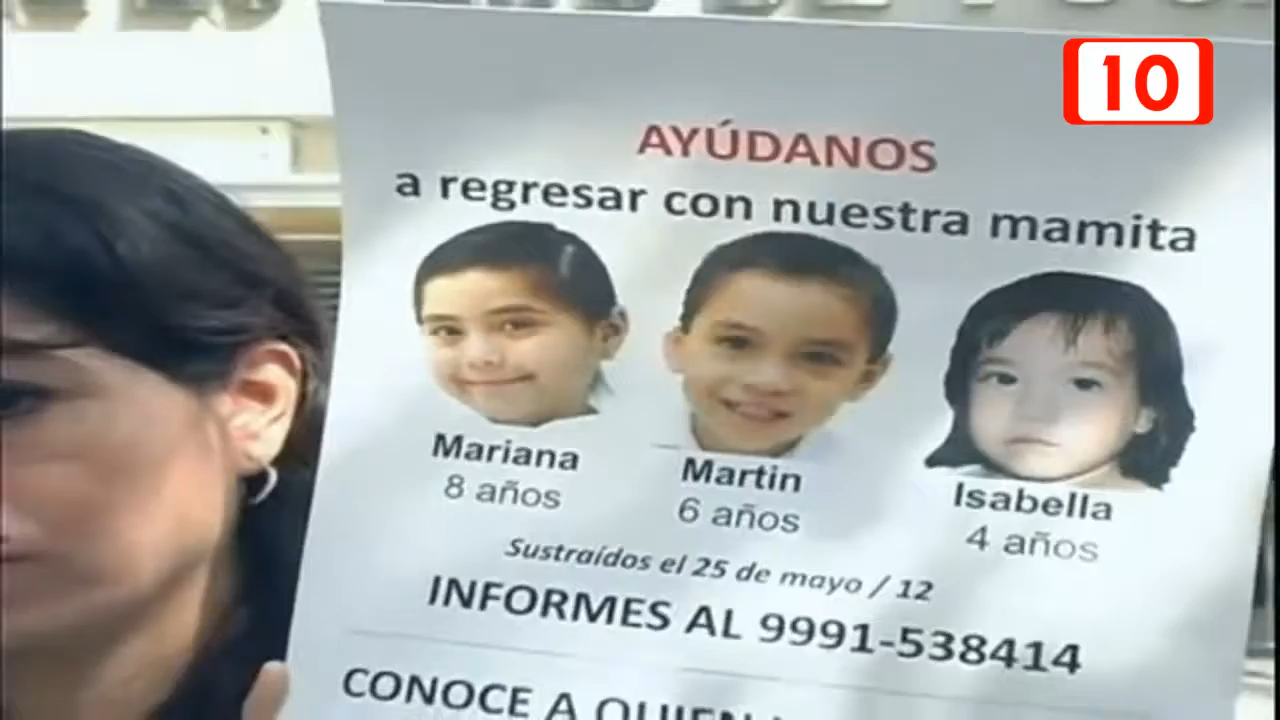 10
AYÚDANOS
a regresar con nuestra mamita
Mariana
8 años
Martin
6 años
Isabella
4 años
Sustraídos el 25 de mayo / 12
INFORMES AL 9991-538414
CONOCE A QUIEN